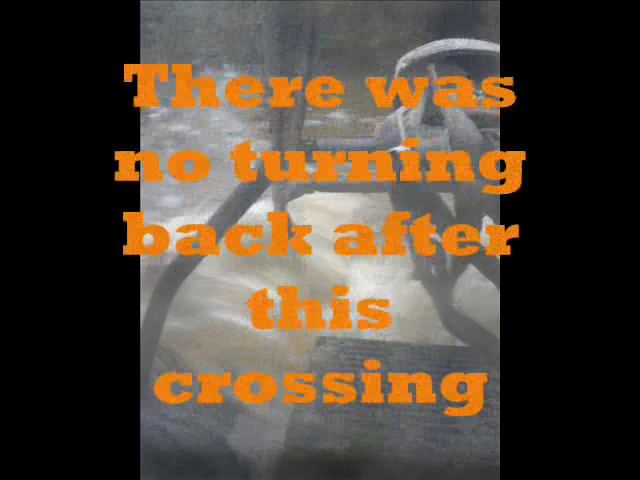 There was
no turning
back after
this
crossing